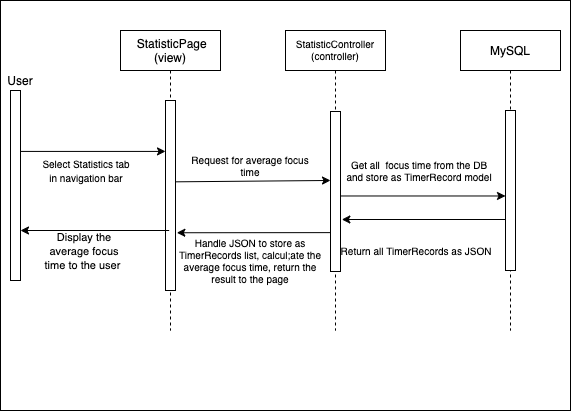 StatisticPage
(view)
StatisticController
(controller)
MySQL
User
Select Statistics tab
in navigation bar
Request for average focus
time
Get all  focus time from the DB
and store as TimerRecord model
Return all TimerRecords as JSON
Handle JSON to store as
TimerRecords list, calcul;ate the
average focus time, return the
result to the page
Display the
average focus
time to the user